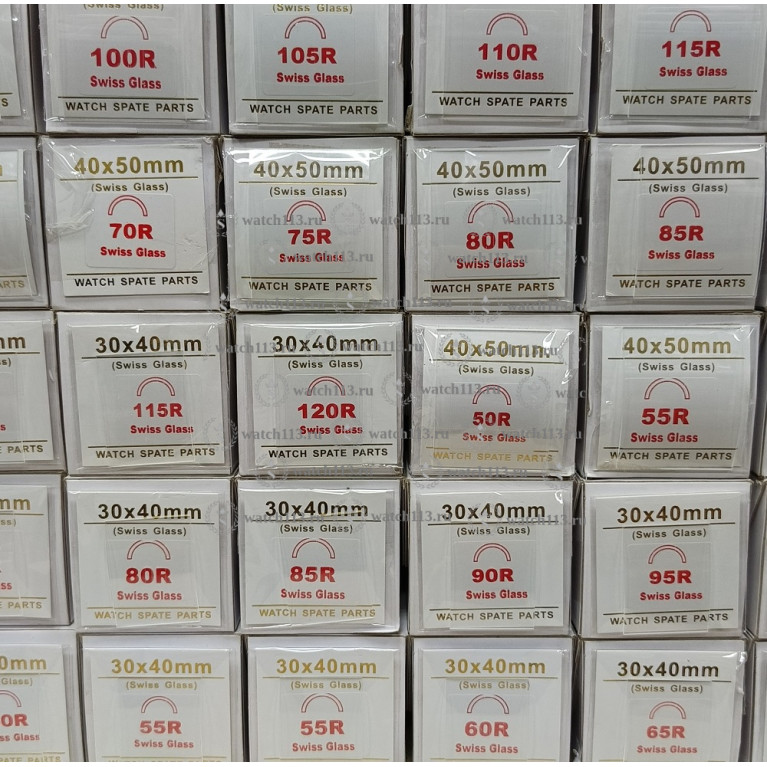 100R
Swiss Glass
WATCH SPATE PARTS
105R
Swiss Glass
WATCH SPATE PARTS
110R
Swiss Glass
WATCH SPATE PARTS
115R
Swiss Glass
WATCH SPATE PARTS
40x50mm
(Swiss Glass)
70R
Swiss Glass
WATCH SPATE PARTS
40x50mm
(Swiss Glass)
75R
Swiss Glass
WATCH SPATE PARTS
40x50mm
(Swiss Glass)
80R
Swiss Glass
WATCH SPATE PARTS
40x50mm
(Swiss Glass)
85R
Swiss Glass
WATCH SPATE PARTS
30x40mm
(Swiss Glass)
115R
Swiss Glass
WATCH SPATE PARTS
30x40mm
(Swiss Glass)
120R
Swiss Glass
WATCH SPATE PARTS
40x50mm
(Swiss Glass)
50R
Swiss Glass
WATCH SPATE PARTS
40x50mm
(Swiss Glass)
55R
Swiss Glass
WATCH SPATE PARTS
30x40mm
(Swiss Glass)
80R
Swiss Glass
WATCH SPATE PARTS
30x40mm
(Swiss Glass)
85R
Swiss Glass
WATCH SPATE PARTS
30x40mm
(Swiss Glass)
90R
Swiss Glass
WATCH SPATE PARTS
30x40mm
(Swiss Glass)
95R
Swiss Glass
WATCH SPATE PARTS
30x40mm
(Swiss Glass)
55R
Swiss Glass
30x40mm
(Swiss Glass)
55R
Swiss Glass
30x40mm
(Swiss Glass)
60R
Swiss Glass
30x40mm
(Swiss Glass)
65R
Swiss Glass
watch113.ru